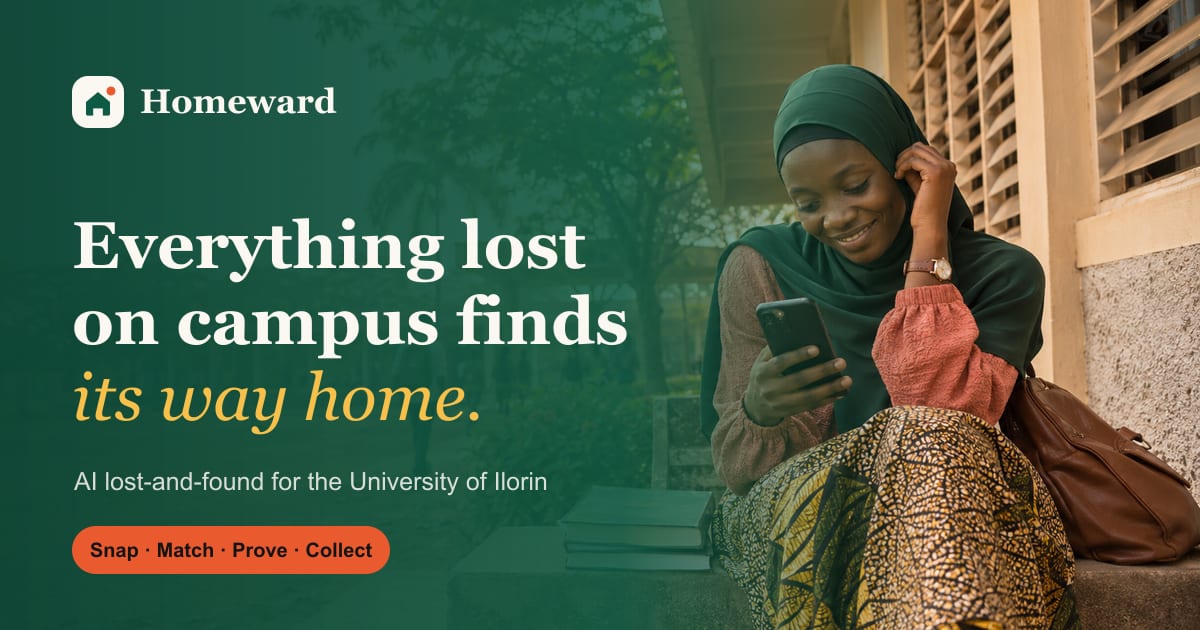 Homeward
Everything lost
on campus finds
its way home.
AI lost-and-found for the University of Ilorin
Snap · Match · Prove · Collect